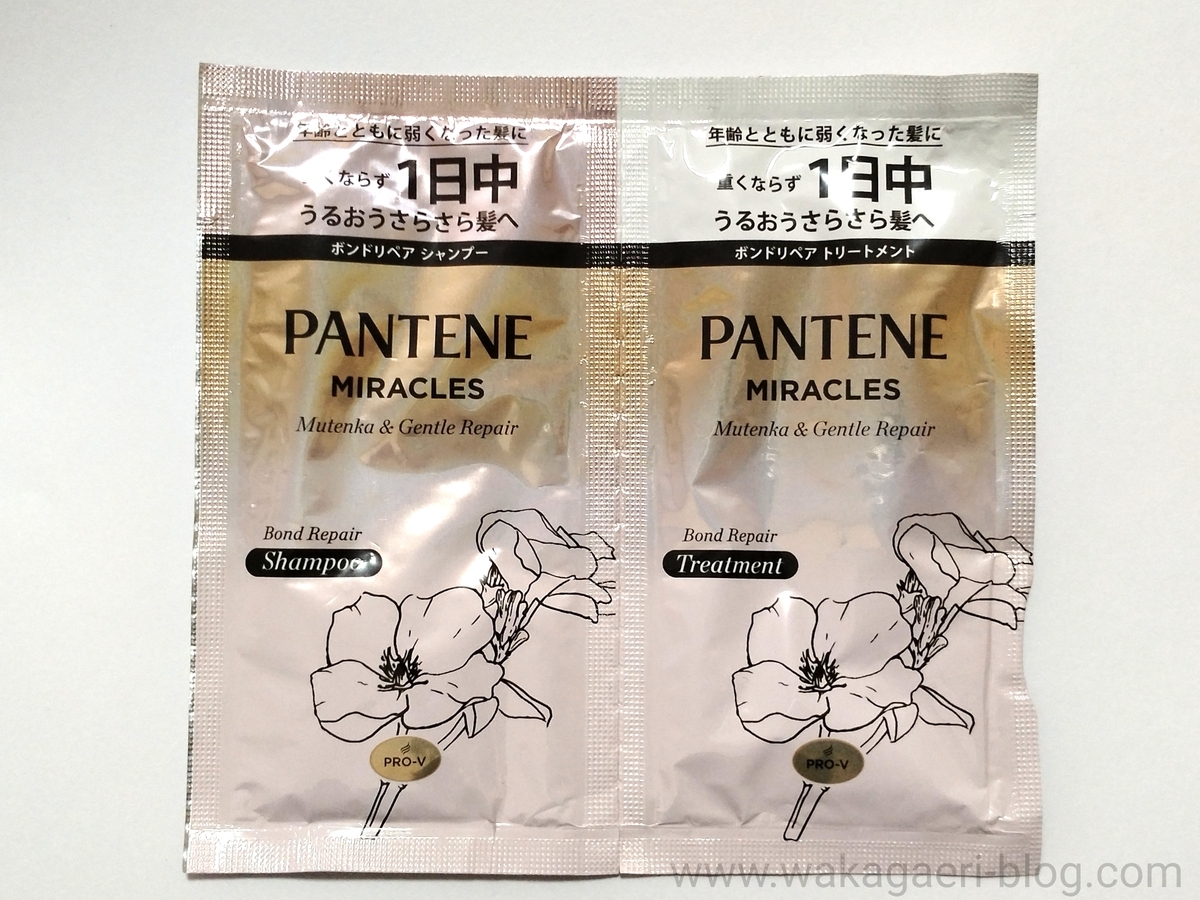 年齢とともに弱くなった髪に
くならず 1日中
うるおうさらさら髪へ
ボンドリペア シャンプー
PANTENE
MIRACLES
Mutenka & Gentle Repair
Bond Repair
Shampoo
PRO-V
年齢とともに弱くなった髪に
重くならず 1日中
うるおうさらさら髪へ
ボンドリペア トリートメント
PANTENE
MIRACLES
Mutenka & Gentle Repair
Bond Repair
Treatment
PRO-V
www.wakagaeri-blog.com